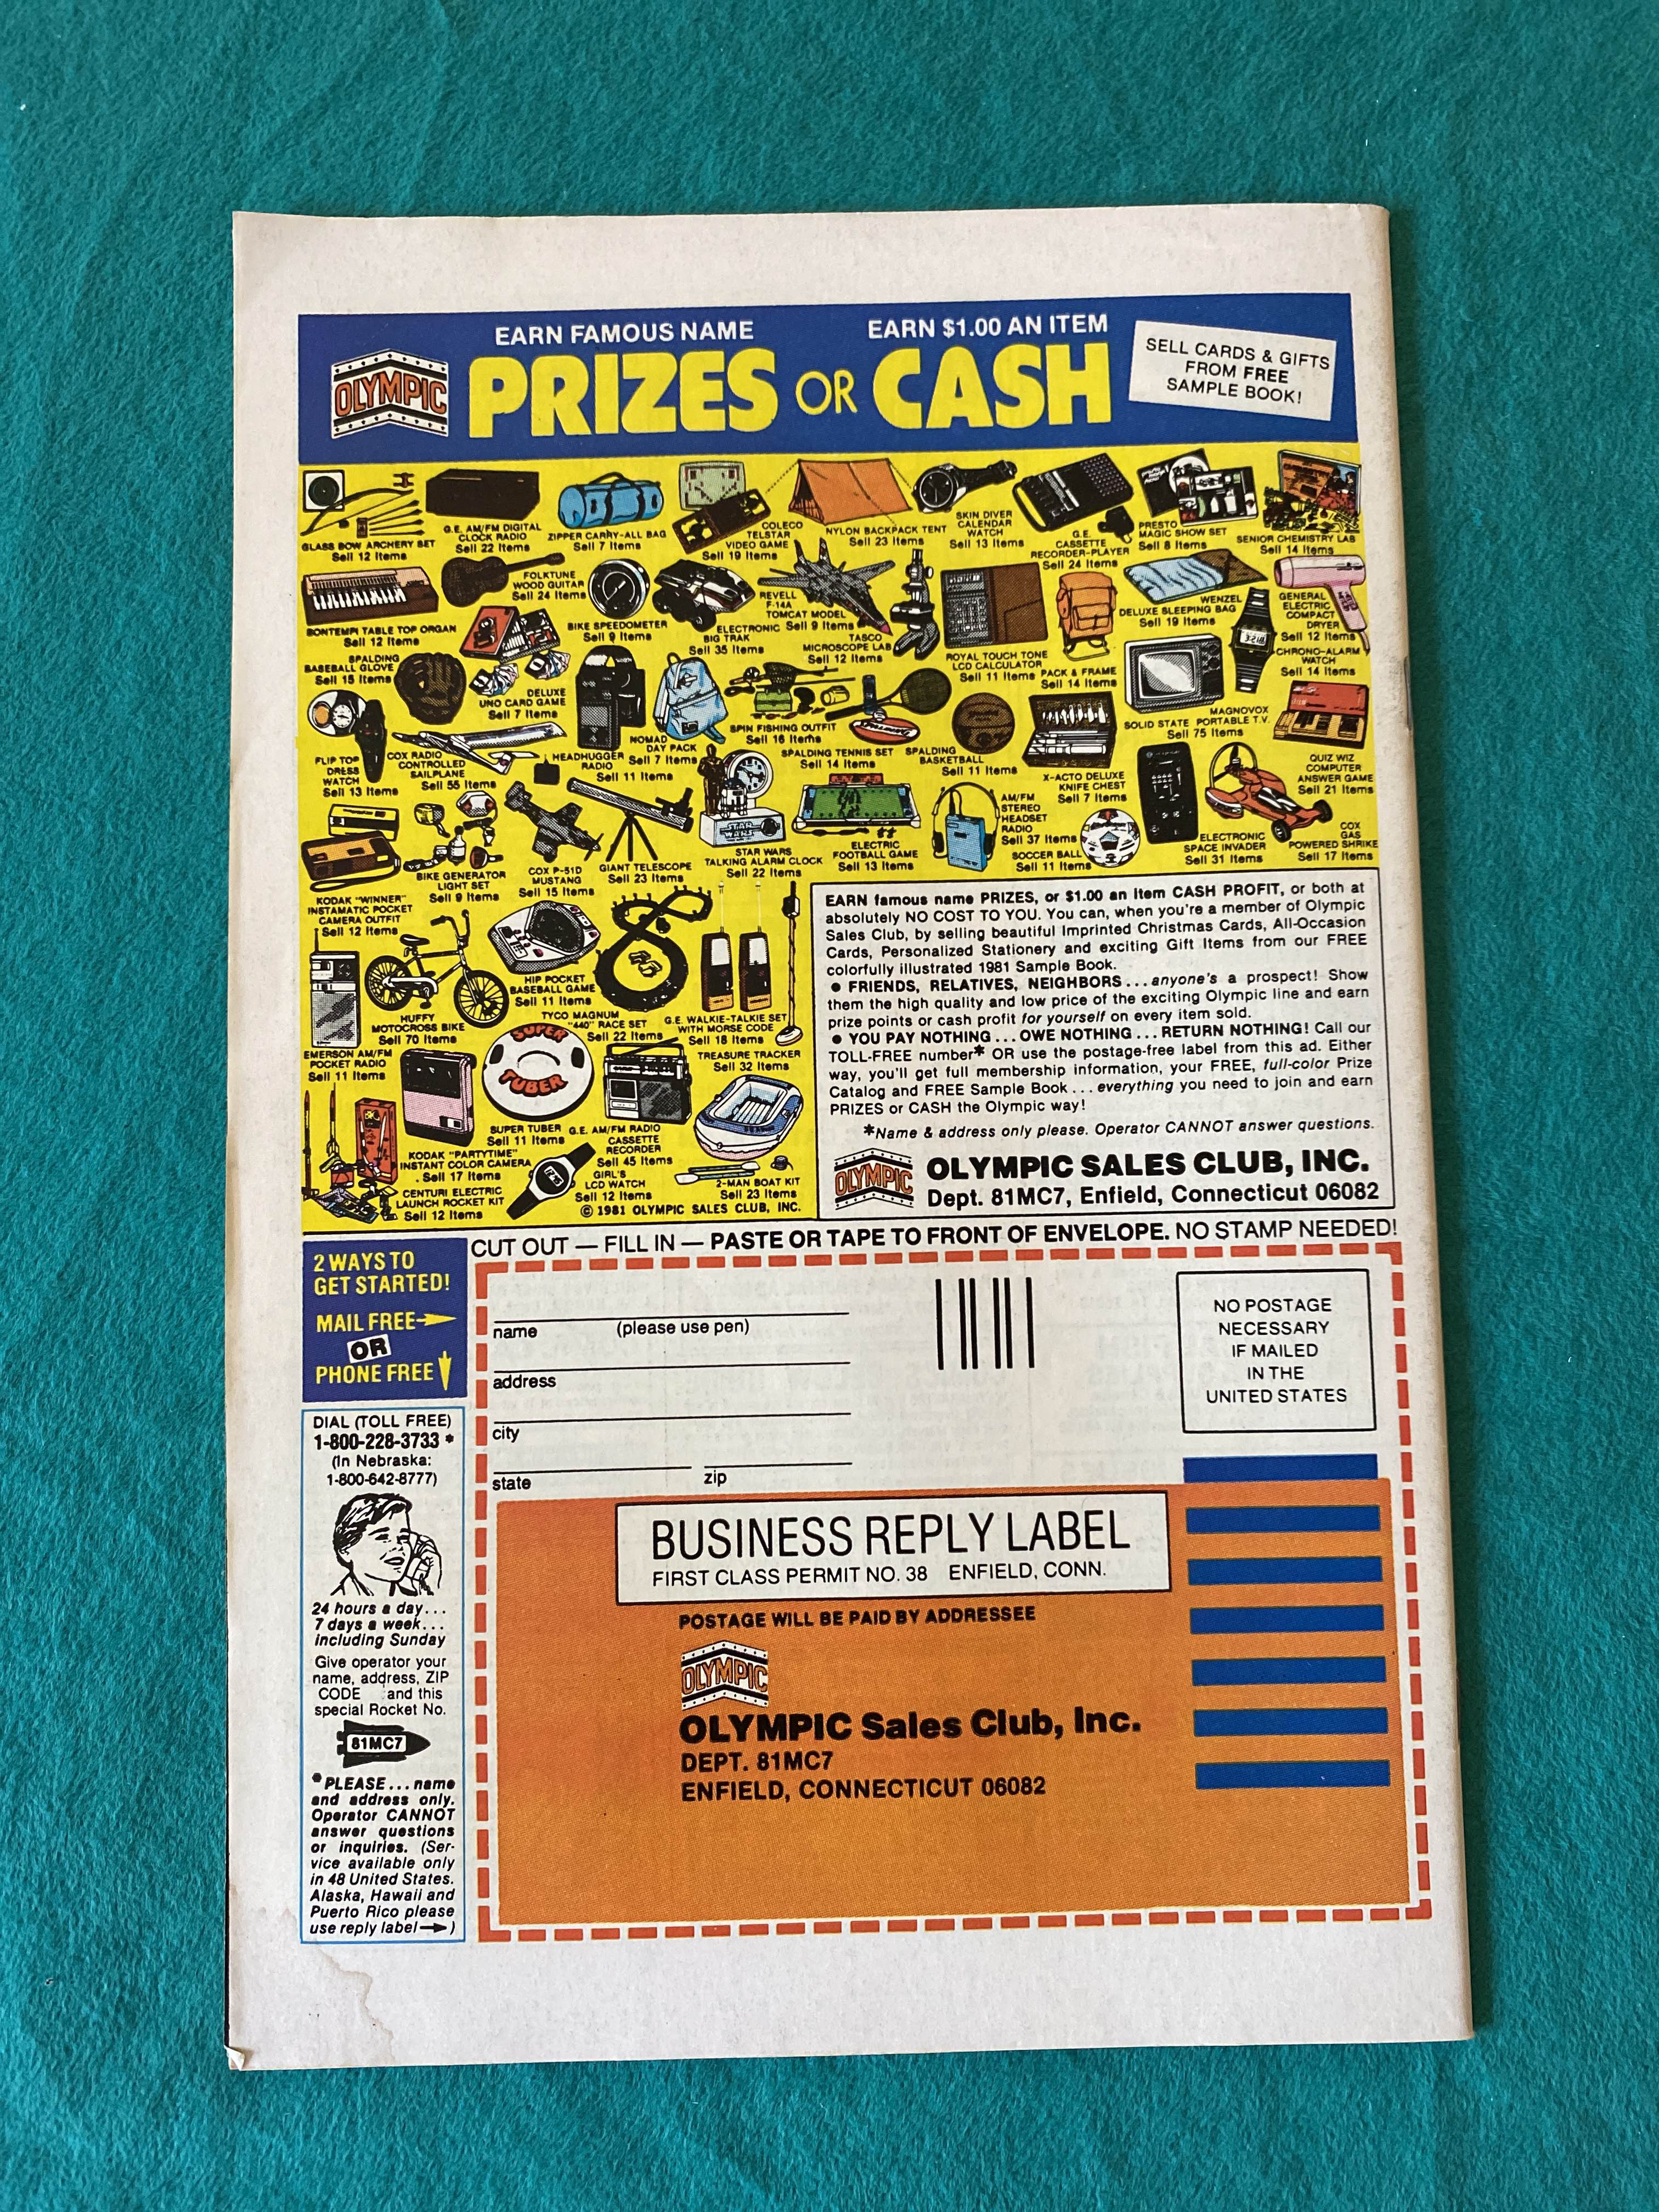 EARN FAMOUS NAME
PRIZES OR CASH
EARN $1.00 AN ITEM
OLYMPIC
SELL CARDS & GIFTS
FROM FREE
SAMPLE BOOK!
GLASS BOW ARCHERY SET
Sell 12 Items
G.E. AM/FM DIGITAL
CLOCK RADIO
Sell 22 Items
ZIPPER CARRY-ALL BAG
Sell 7 Items
COLECO
TELSTAR
VIDEO GAME
Sell 19 Items
NYLON BACKPACK TENT
Sell 23 Items
SKIN DIVER
CALENDAR
WATCH
Sell 13 Items
G.E.
CASSETTE
RECORDER-PLAYER
Sell 24 Items
PRESTO
MAGIC SHOW SET
Sell 8 Items
SENIOR CHEMISTRY LAB
Sell 14 Items
BONTEMPI TABLE TOP ORGAN
Sell 12 Items
FOLKTUNE
WOOD GUITAR
Sell 24 Items
BIKE SPEEDOMETER
Sell 9 Items
ELECTRONIC
BIG TRAK
Sell 35 Items
REVELL
F-14A
TOMCAT MODEL
Sell 9 Items
TASCO
MICROSCOPE LAB
Sell 12 Items
ROYAL TOUCH TONE
LCD CALCULATOR
Sell 11 Items
PACK & FRAME
Sell 14 Items
WENZEL
DELUXE SLEEPING BAG
Sell 19 Items
GENERAL
ELECTRIC
COMPACT
DRYER
Sell 12 Items
CHRONO-ALARM
WATCH
Sell 14 Items
SPALDING
BASEBALL GLOVE
Sell 15 Items
DELUXE
UNO CARD GAME
Sell 7 Items
FLIP TOP
DRESS
WATCH
Sell 13 Items
COX RADIO
CONTROLLED
SAILPLANE
Sell 55 Items
HEADHUGGER
RADIO
Sell 11 Items
NOMAD
DAY PACK
Sell 7 Items
SPIN FISHING OUTFIT
Sell 16 Items
SPALDING TENNIS SET
Sell 14 Items
SPALDING
BASKETBALL
Sell 11 Items
X-ACTO DELUXE
KNIFE CHEST
Sell 7 Items
MAGNOVOX
SOLID STATE PORTABLE T.V.
Sell 75 Items
QUIZ WIZ
COMPUTER
ANSWER GAME
Sell 21 Items
KODAK "WINNER"
INSTAMATIC POCKET
CAMERA OUTFIT
Sell 12 Items
BIKE GENERATOR
LIGHT SET
Sell 9 Items
COX P-51D
MUSTANG
Sell 15 Items
GIANT TELESCOPE
Sell 23 Items
STAR
WARS
STAR WARS
TALKING ALARM CLOCK
Sell 22 Items
ELECTRIC
FOOTBALL GAME
Sell 13 Items
AM/FM
STEREO
HEADSET
RADIO
Sell 37 Items
SOCCER BALL
Sell 11 Items
ELECTRONIC
SPACE INVADER
Sell 31 Items
COX
GAS
POWERED SHRIKE
Sell 17 Items
EMERSON AM/FM
POCKET RADIO
Sell 11 Items
HUFFY
MOTOCROSS BIKE
Sell 70 Items
HIP POCKET
BASEBALL GAME
Sell 11 Items
TYCO MAGNUM
"440" RACE SET
Sell 22 Items
G.E. WALKIE-TALKIE SET
WITH MORSE CODE
Sell 18 Items
TREASURE TRACKER
Sell 32 Items
KODAK "PARTYTIME"
INSTANT COLOR CAMERA
Sell 17 Items
SUPER
TUBER
SUPER TUBER
Sell 11 Items
G.E. AM/FM RADIO
CASSETTE
RECORDER
Sell 45 Items
CENTURI ELECTRIC
LAUNCH ROCKET KIT
Sell 12 Items
GIRL'S
LCD WATCH
Sell 12 Items
2-MAN BOAT KIT
Sell 23 Items
© 1981 OLYMPIC SALES CLUB, INC.
EARN famous name PRIZES, or $1.00 an Item CASH PROFIT, or both at
absolutely NO COST TO YOU. You can, when you're a member of Olympic
Sales Club, by selling beautiful Imprinted Christmas Cards, All-Occasion
Cards, Personalized Stationery and exciting Gift Items from our FREE
colorfully illustrated 1981 Sample Book.
● FRIENDS, RELATIVES, NEIGHBORS...anyone's a prospect! Show
them the high quality and low price of the exciting Olympic line and earn
prize points or cash profit for yourself on every item sold.
● YOU PAY NOTHING...OWE NOTHING...RETURN NOTHING! Call our
TOLL-FREE number* OR use the postage-free label from this ad. Either
way, you'll get full membership information, your FREE, full-color Prize
Catalog and FREE Sample Book...everything you need to join and earn
PRIZES or CASH the Olympic way!
*Name & address only please. Operator CANNOT answer questions.
OLYMPIC
OLYMPIC SALES CLUB, INC.
Dept. 81MC7, Enfield, Connecticut 06082
CUT OUT — FILL IN — PASTE OR TAPE TO FRONT OF ENVELOPE. NO STAMP NEEDED!
2 WAYS TO
GET STARTED!
MAIL FREE
OR
PHONE FREE
DIAL (TOLL FREE)
1-800-228-3733 *
(In Nebraska:
1-800-642-8777)
24 hours a day...
7 days a week...
including Sunday
Give operator your
name, address, ZIP
CODE and this
special Rocket No.
81MC7
*PLEASE...name
and address only.
Operator CANNOT
answer questions
or inquiries. (Ser-
vice available only
in 48 United States.
Alaska, Hawaii and
Puerto Rico please
use reply label→)
name (please use pen)
address
city
state zip
NO POSTAGE
NECESSARY
IF MAILED
IN THE
UNITED STATES
BUSINESS REPLY LABEL
FIRST CLASS PERMIT NO. 38 ENFIELD, CONN.
POSTAGE WILL BE PAID BY ADDRESSEE
OLYMPIC
OLYMPIC Sales Club, Inc.
DEPT. 81MC7
ENFIELD, CONNECTICUT 06082